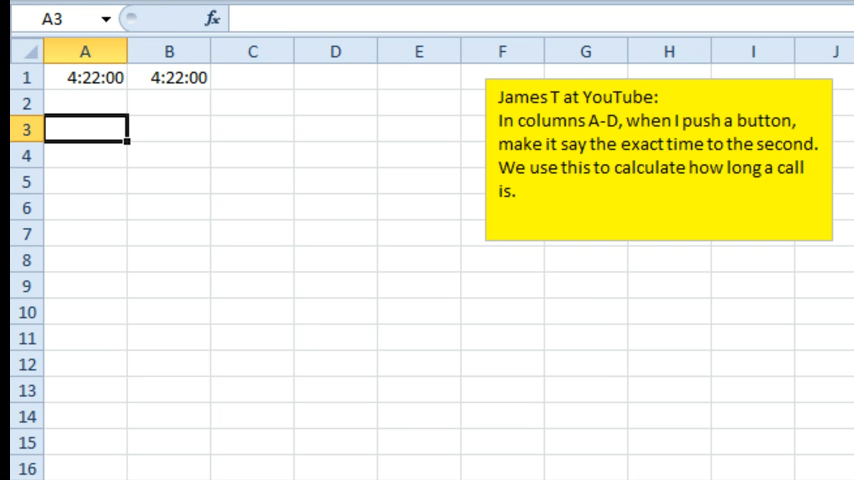 A3 fx
A B C D E F G H I J
1 4:22:00 4:22:00
2
3
4
5
6
7
8
9
10
11
12
13
14
15
16
James T at YouTube:
In columns A-D, when I push a button,
make it say the exact time to the second.
We use this to calculate how long a call
is.